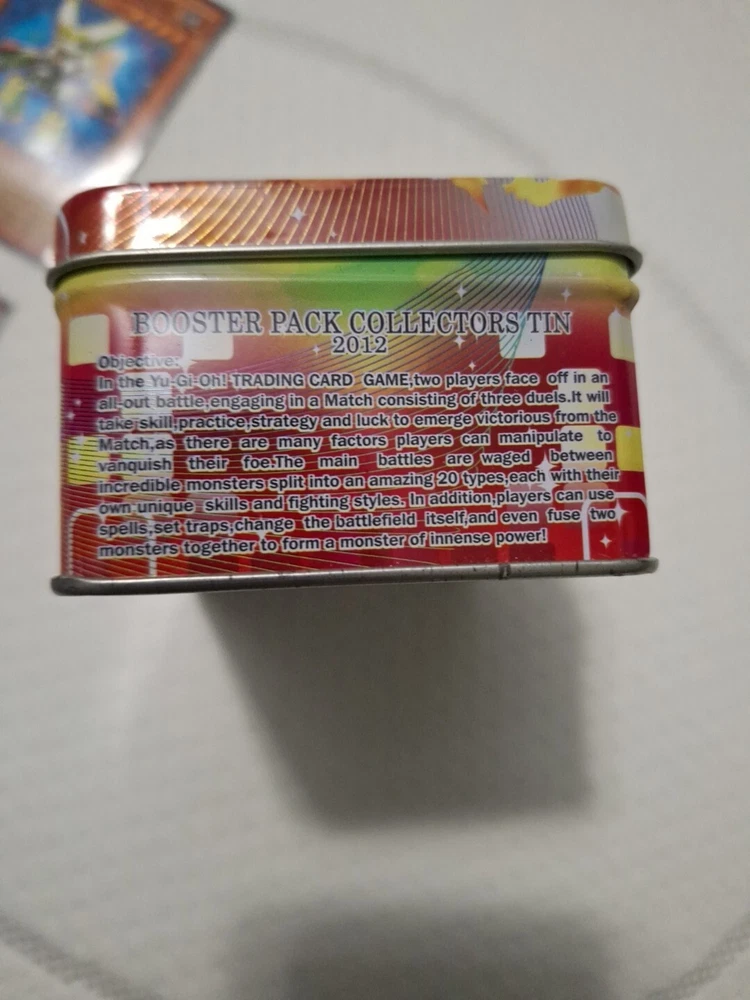 BOOSTER PACK COLLECTORS TIN
2012
Objective:
In the Yu-Gi-Oh! TRADING CARD GAME,two players face off in an
all-out battle,engaging in a Match consisting of three duels.It will
take skill,practice,strategy and luck to emerge victorious from the
Match,as there are many factors players can manipulate to
vanquish their foe.The main battles are waged between
incredible monsters split into an amazing 20 types,each with their
own unique skills and fighting styles. In addition,players can use
spells,set traps,change the battlefield itself,and even fuse two
monsters together to form a monster of innense power!